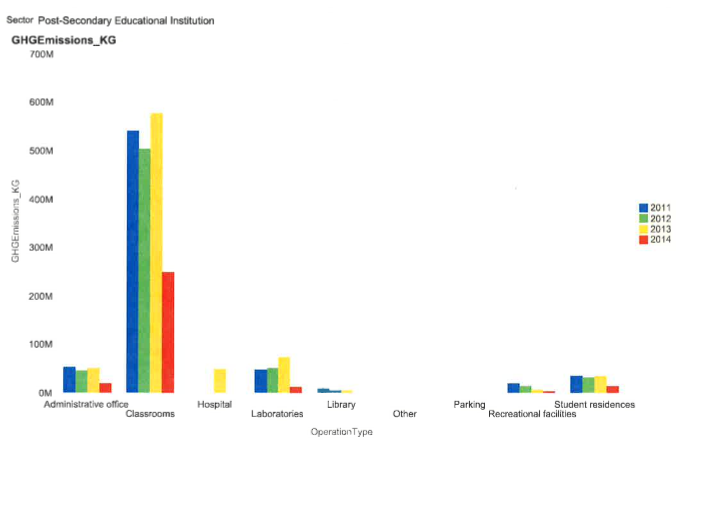 Sector Post-Secondary Educational Institution
GHGEmissions_KG
700M
600M
500M
400M
300M
200M
100M
0M
GHGEmissions_KG
2011
2012
2013
2014
Administrative office
Classrooms
Hospital
Laboratories
Library
Other
Parking
Recreational facilities
Student residences
OperationType